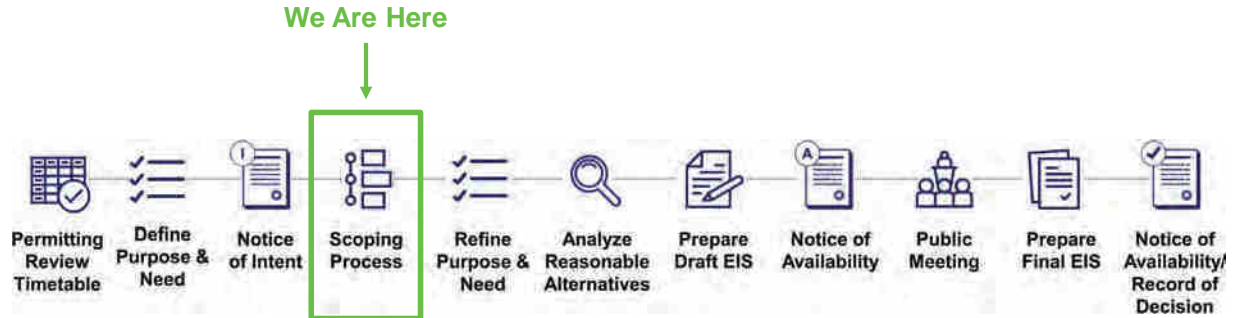 We Are Here
I
A
Permitting
Review
Timetable
Define
Purpose &
Need
Notice
of Intent
Scoping
Process
Refine
Purpose &
Need
Analyze
Reasonable
Alternatives
Prepare
Draft EIS
Notice of
Availability
Public
Meeting
Prepare
Final EIS
Notice of
Availability/
Record of
Decision